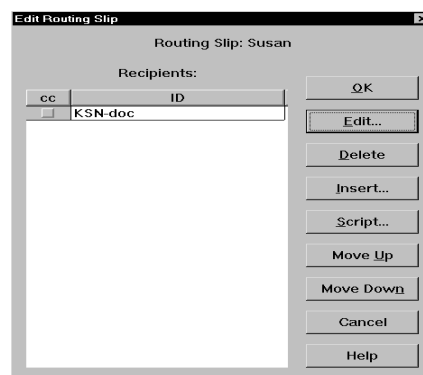 Edit Routing Slip
Routing Slip: Susan
Recipients:
cc ID
KSN-doc
OK
Edit...
Delete
Insert...
Script...
Move Up
Move Down
Cancel
Help